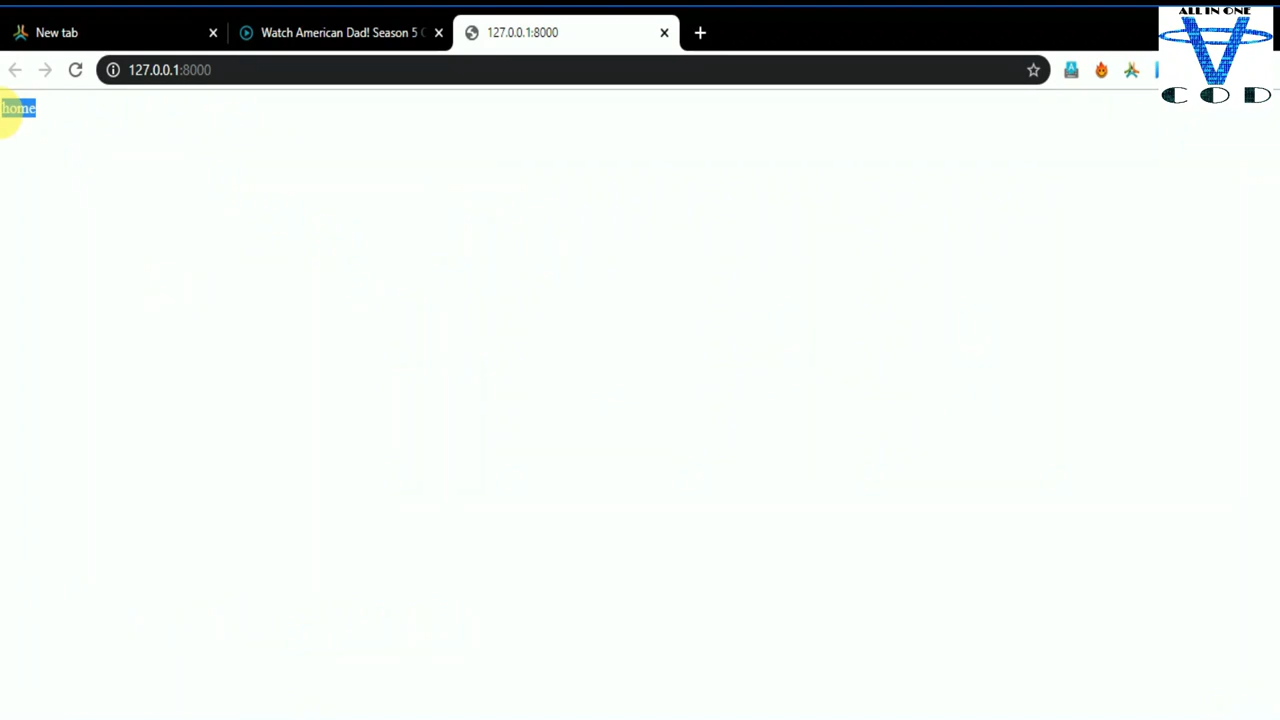 ALL IN ONE
New tab
Watch American Dad! Season 5
127.0.0.1:8000
127.0.0.1:8000
home
C O D